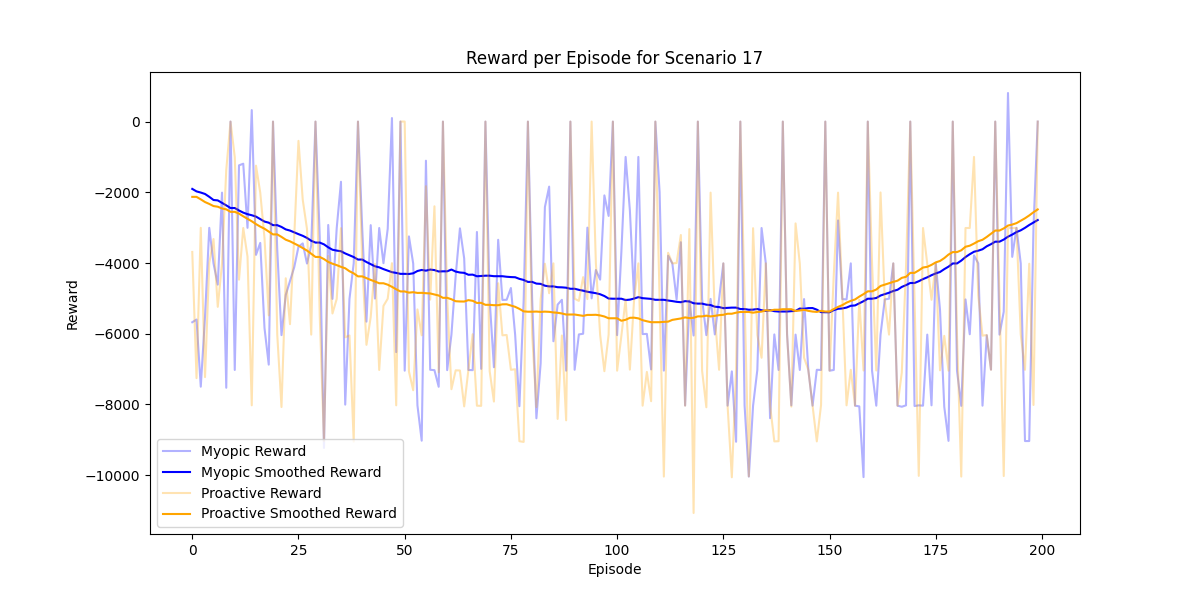 Reward per Episode for Scenario 17
Reward
0
−2000
−4000
−6000
−8000
−10000
Myopic Reward
Myopic Smoothed Reward
Proactive Reward
Proactive Smoothed Reward
0 25 50 75 100 125 150 175 200
Episode